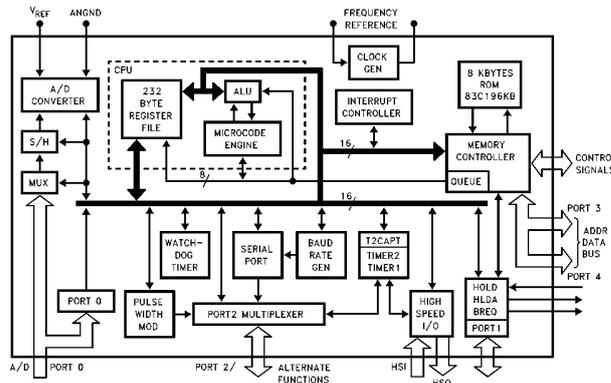 VREF
ANGND
FREQUENCY
REFERENCE
CPU
CLOCK
GEN
A/D
CONVERTER
232
BYTE
REGISTER
FILE
ALU
8 KBYTES
ROM
83C196KB
INTERRUPT
CONTROLLER
S/H
MICROCODE
ENGINE
16
MEMORY
CONTROLLER
CONTROL
SIGNALS
MUX
8
QUEUE
16
PORT 3
WATCH-
DOG
TIMER
SERIAL
PORT
BAUD
RATE
GEN
T2CAPT
TIMER2
TIMER1
ADDR
DATA
BUS
PORT 4
PORT 0
PULSE
WIDTH
MOD
PORT2 MULTIPLEXER
HIGH
SPEED
I/O
HOLD
HLDA
BREQ
PORT1
A/D
PORT 0
PORT 2/
ALTERNATE
FUNCTIONS
HSI
HSO